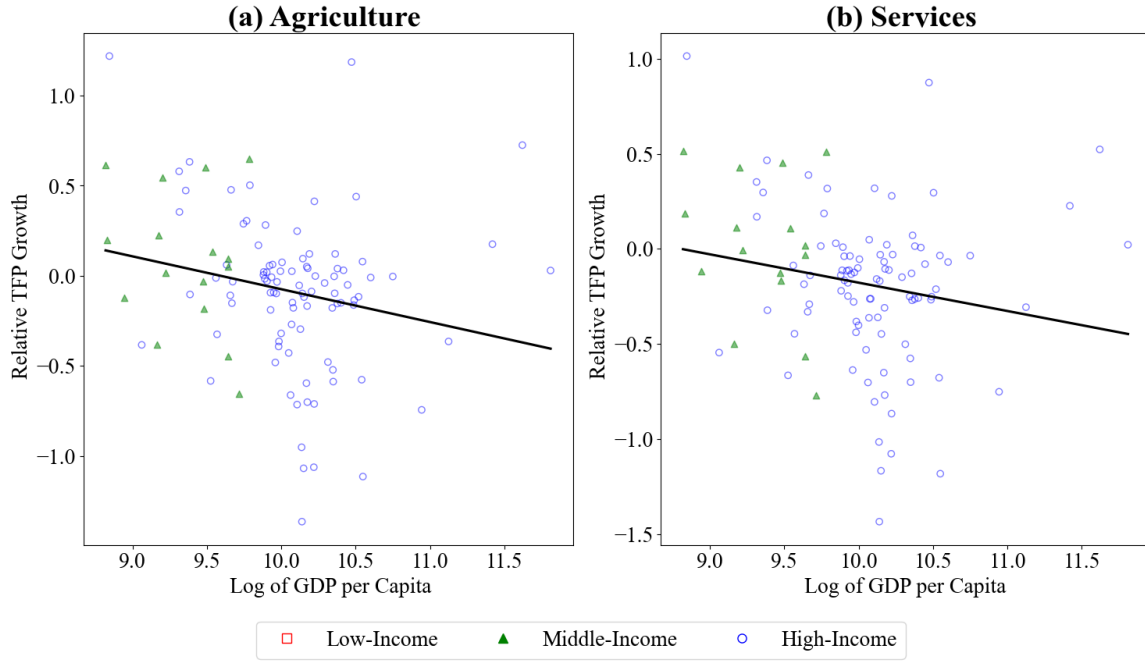 (a) Agriculture
(b) Services
Relative TFP Growth
1.0
0.5
0.0
−0.5
−1.0
9.0 9.5 10.0 10.5 11.0 11.5
Log of GDP per Capita
Relative TFP Growth
1.0
0.5
0.0
−0.5
−1.0
−1.5
9.0 9.5 10.0 10.5 11.0 11.5
Log of GDP per Capita
Low-Income Middle-Income High-Income